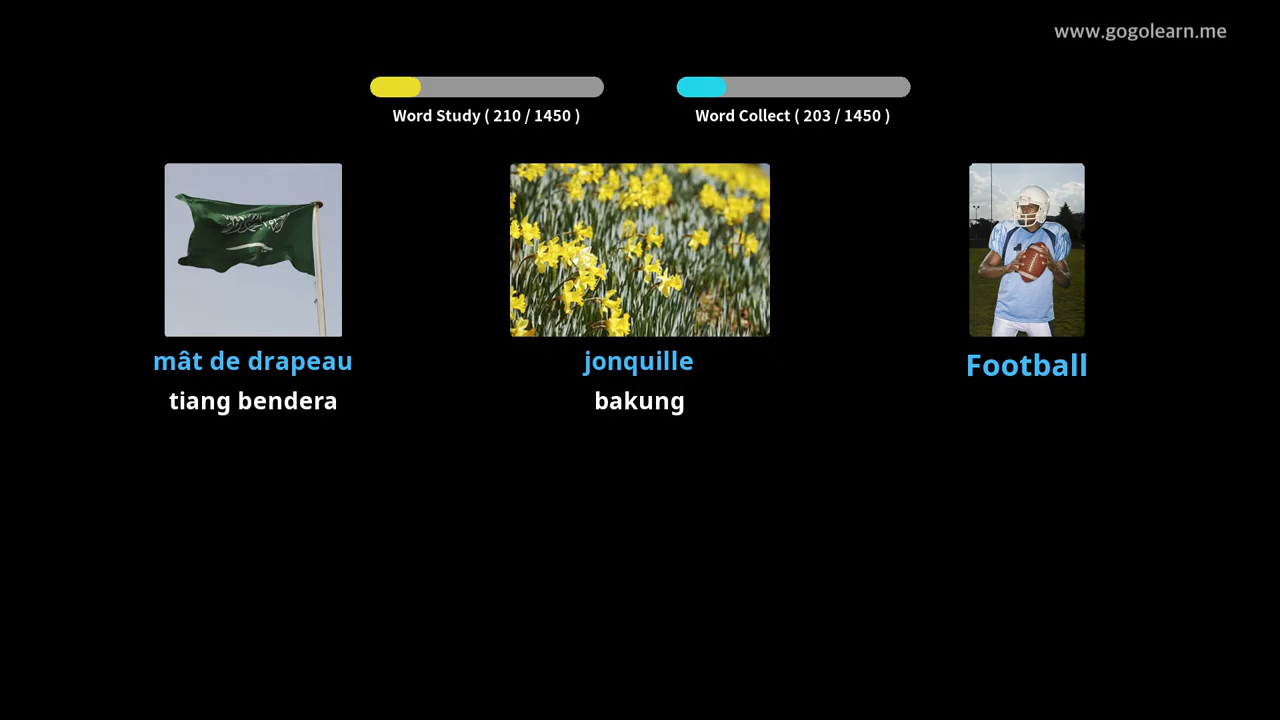 www.gogolearn.me
Word Study ( 210 / 1450 )
Word Collect ( 203 / 1450 )
mât de drapeau
tiang bendera
jonquille
bakung
Football